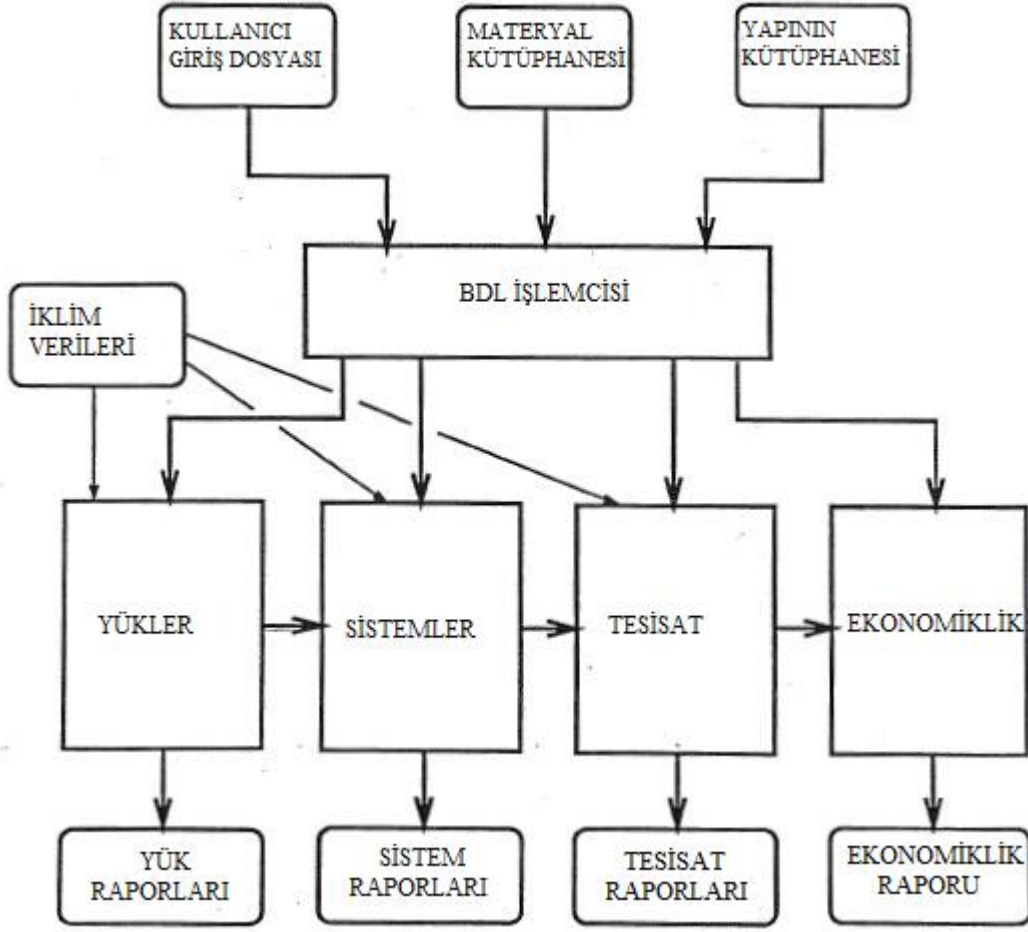 KULLANICI
GİRİŞ DOSYASI
MATERYAL
KÜTÜPHANESİ
YAPININ
KÜTÜPHANESİ
BDL İŞLEMCİSİ
İKLİM
VERİLERİ
YÜKLER
SİSTEMLER
TESİSAT
EKONOMİKLİK
YÜK
RAPORLARI
SİSTEM
RAPORLARI
TESİSAT
RAPORLARI
EKONOMİKLİK
RAPORU